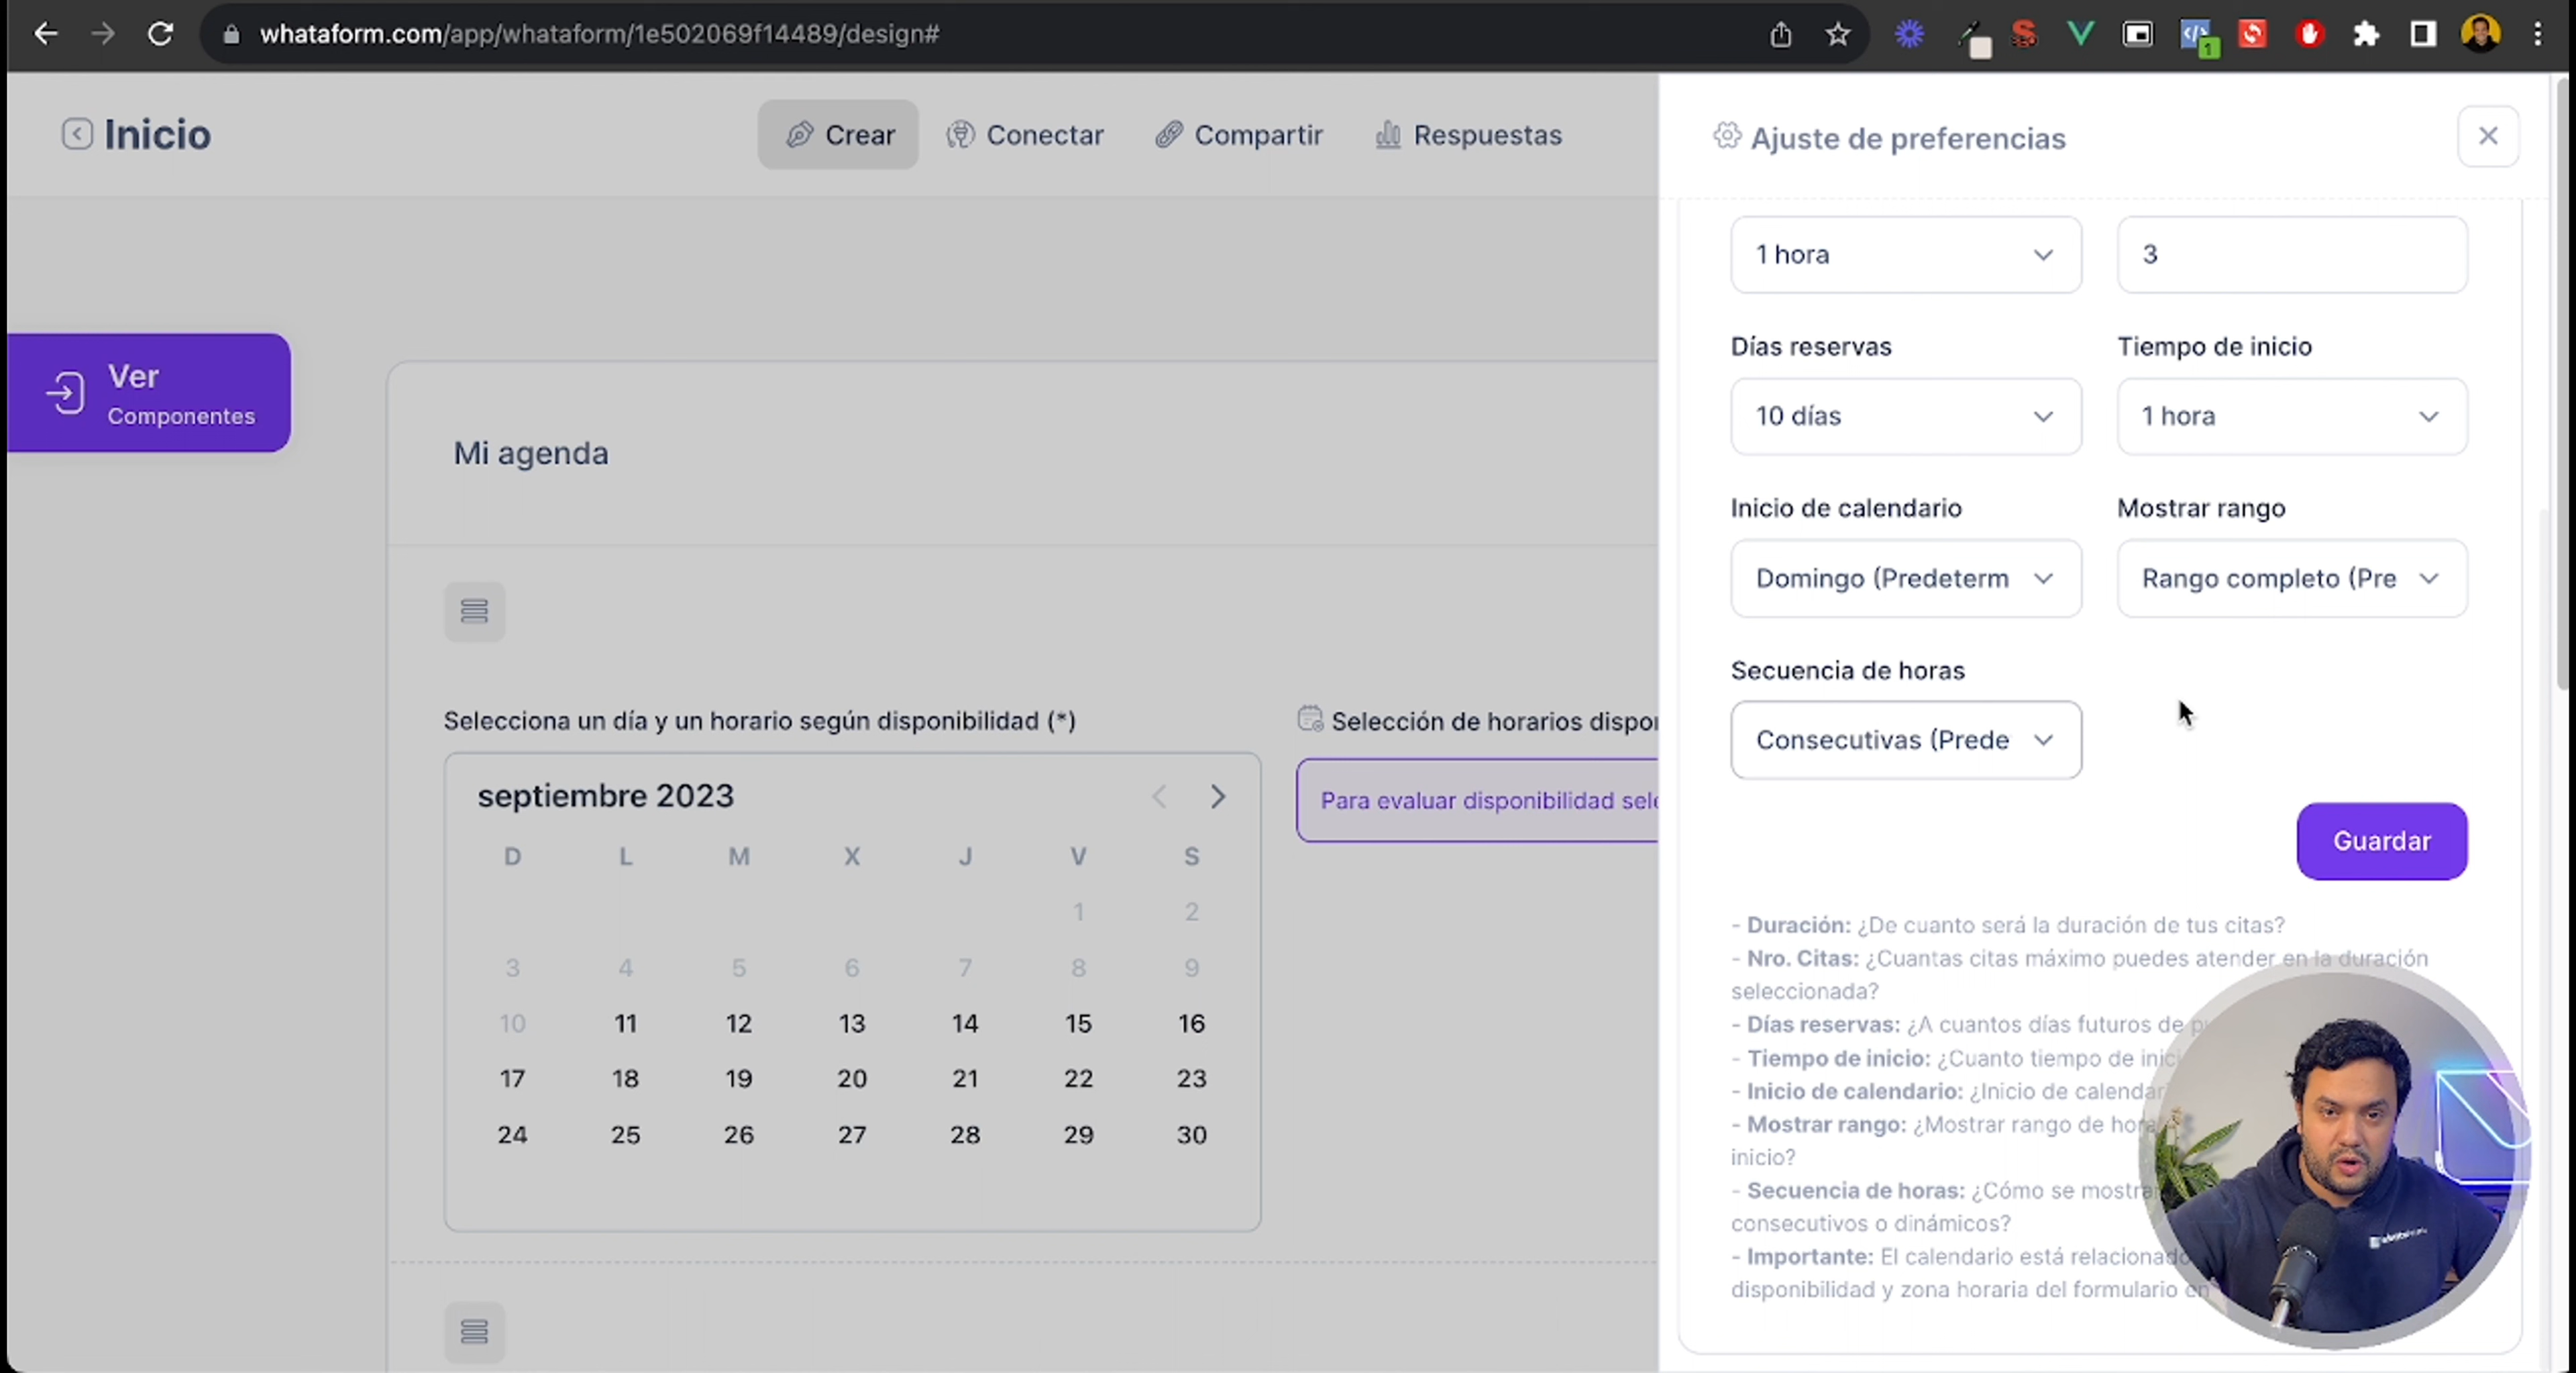 whataform.com/app/whataform/1e502069f14489/design#
1
Inicio
Crear
Conectar
Compartir
Respuestas
Ajuste de preferencias
1 hora
3
Días reservas
Tiempo de inicio
10 días
1 hora
Inicio de calendario
Mostrar rango
Domingo (Predeterm
Rango completo (Pre
Secuencia de horas
Consecutivas (Prede
Guardar
Ver
Componentes
Mi agenda
Selecciona un día y un horario según disponibilidad (*)
Selección de horarios dispo
Para evaluar disponibilidad sel
septiembre 2023
D L M X J V S
1 2
3 4 5 6 7 8 9
10 11 12 13 14 15 16
17 18 19 20 21 22 23
24 25 26 27 28 29 30
- Duración: ¿De cuanto será la duración de tus citas?
- Nro. Citas: ¿Cuantas citas máximo puedes atender en la duración
seleccionada?
- Días reservas: ¿A cuantos días futuros de
- Tiempo de inicio: ¿Cuanto tiempo de
- Inicio de calendario: ¿Inicio de
- Mostrar rango: ¿Mostrar rango de
inicio?
- Secuencia de horas: ¿Cómo se
consecutivos o dinámicos?
- Importante: El calendario está
disponibilidad y zona horaria del formulario en